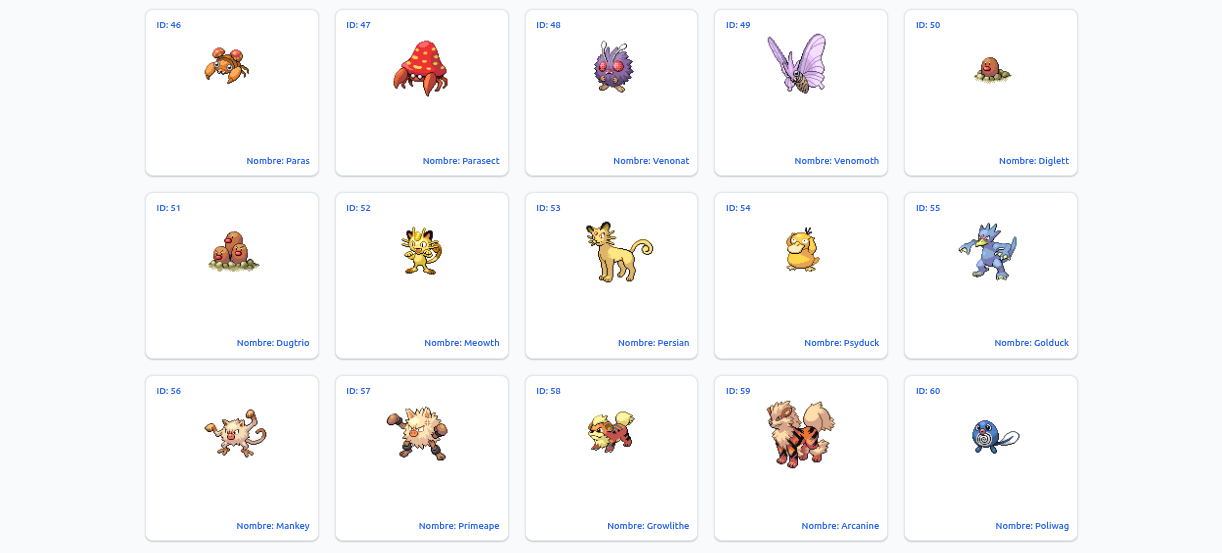 ID: 46
Nombre: Paras
ID: 47
Nombre: Parasect
ID: 48
Nombre: Venonat
ID: 49
Nombre: Venomoth
ID: 50
Nombre: Diglett
ID: 51
Nombre: Dugtrio
ID: 52
Nombre: Meowth
ID: 53
Nombre: Persian
ID: 54
Nombre: Psyduck
ID: 55
Nombre: Golduck
ID: 56
Nombre: Mankey
ID: 57
Nombre: Primeape
ID: 58
Nombre: Growlithe
ID: 59
Nombre: Arcanine
ID: 60
Nombre: Poliwag